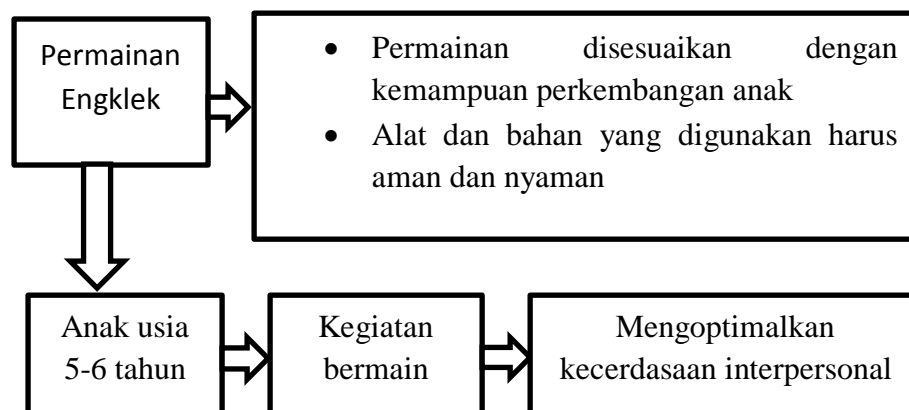 Permainan
Engklek
• Permainan disesuaikan dengan
kemampuan perkembangan anak
• Alat dan bahan yang digunakan harus
aman dan nyaman
Anak usia
5-6 tahun
Kegiatan
bermain
Mengoptimalkan
kecerdasaan interpersonal